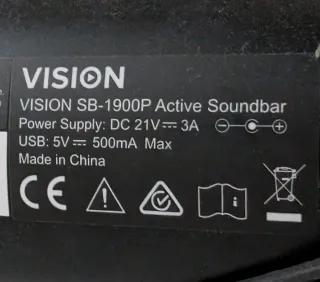 VISION
VISION SB-1900P Active Soundbar
Power Supply: DC 21V⎓ 3A
USB: 5V⎓ 500mA Max
Made in China
CE